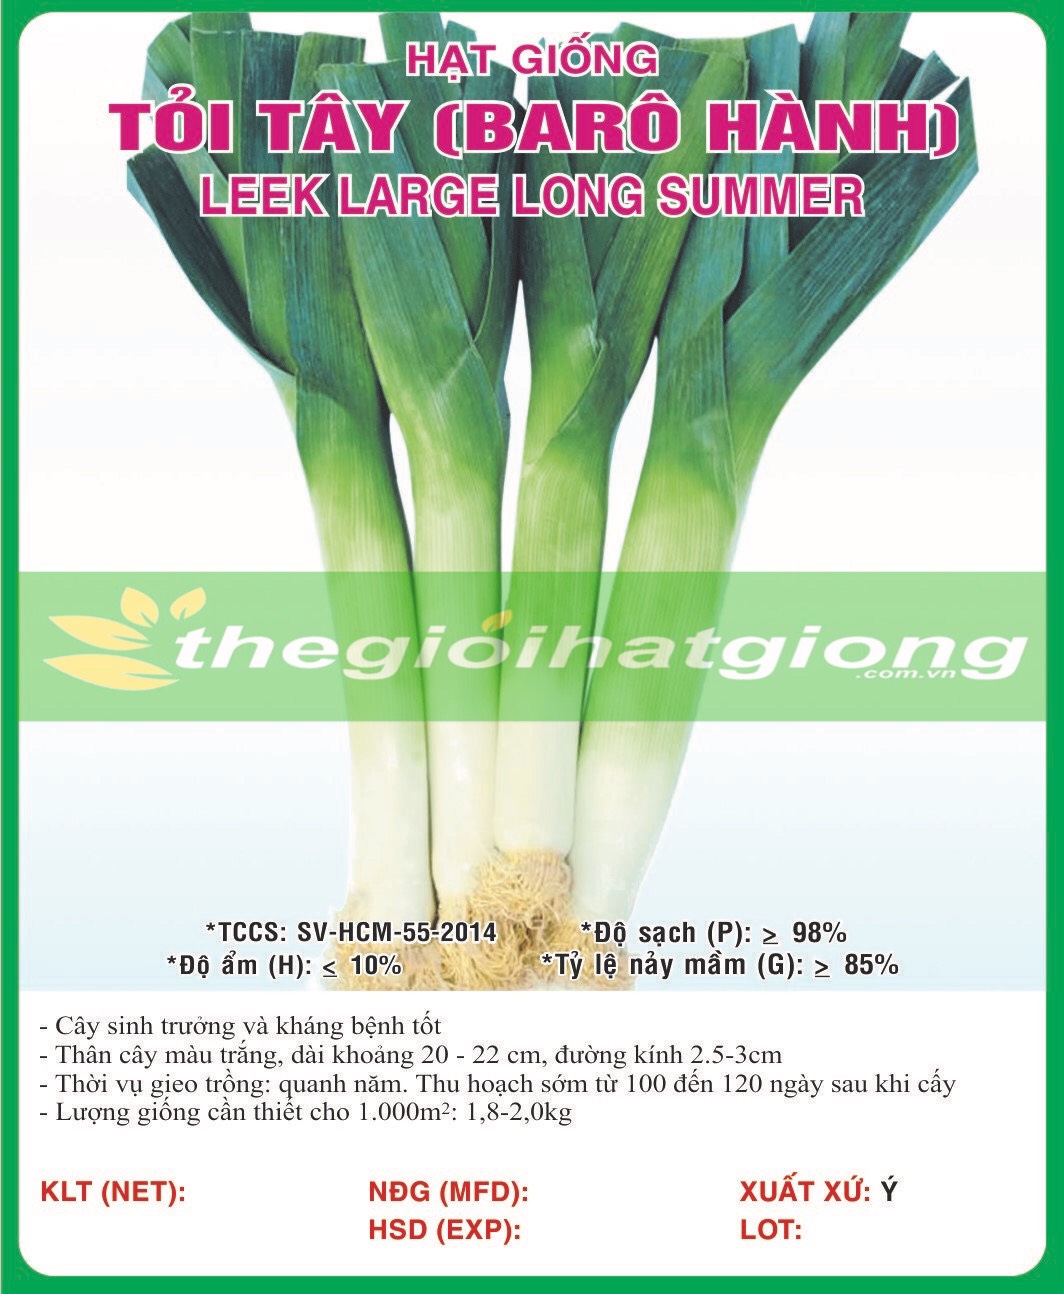 HẠT GIỐNG
TỎI TÂY (BARÔ HÀNH)
LEEK LARGE LONG SUMMER
thegioihatgiong
.com.vn
*TCCS: SV-HCM-55-2014 *Độ sạch (P): ≥ 98%
*Độ ẩm (H): ≤ 10% *Tỷ lệ nảy mầm (G): ≥ 85%
- Cây sinh trưởng và kháng bệnh tốt
- Thân cây màu trắng, dài khoảng 20 - 22 cm, đường kính 2.5-3cm
- Thời vụ gieo trồng: quanh năm. Thu hoạch sớm từ 100 đến 120 ngày sau khi cấy
- Lượng giống cần thiết cho 1.000m²: 1,8-2,0kg
KLT (NET): NĐG (MFD): XUẤT XỨ: Ý
HSD (EXP): LOT: